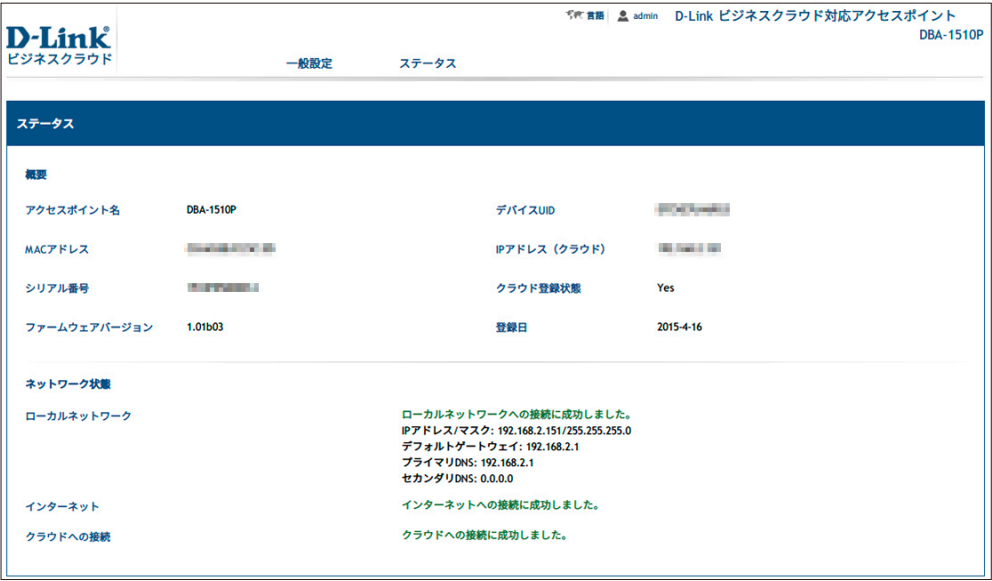 言語 admin D-Link ビジネスクラウド対応アクセスポイント
DBA-1510P
D-Link®
ビジネスクラウド
一般設定 ステータス
ステータス
概要
アクセスポイント名 DBA-1510P デバイスUID
MACアドレス IPアドレス（クラウド）
シリアル番号 クラウド登録状態 Yes
ファームウェアバージョン 1.01b03 登録日 2015-4-16
ネットワーク状態
ローカルネットワーク ローカルネットワークへの接続に成功しました。
IPアドレス/マスク: 192.168.2.151/255.255.255.0
デフォルトゲートウェイ: 192.168.2.1
プライマリDNS: 192.168.2.1
セカンダリDNS: 0.0.0.0
インターネット インターネットへの接続に成功しました。
クラウドへの接続 クラウドへの接続に成功しました。